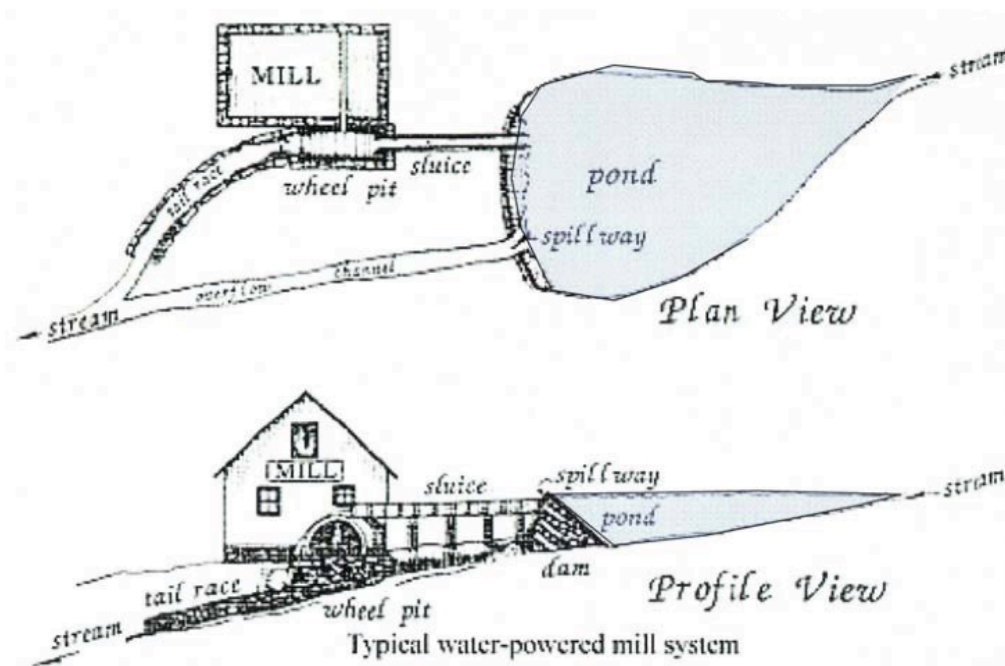 MILL
stream
pond
sluice
wheel pit
tail race
spillway
channel
overflow
stream
Plan View
MILL
sluice
spillway
stream
pond
dam
Profile View
tail race
wheel pit
stream
Typical water-powered mill system